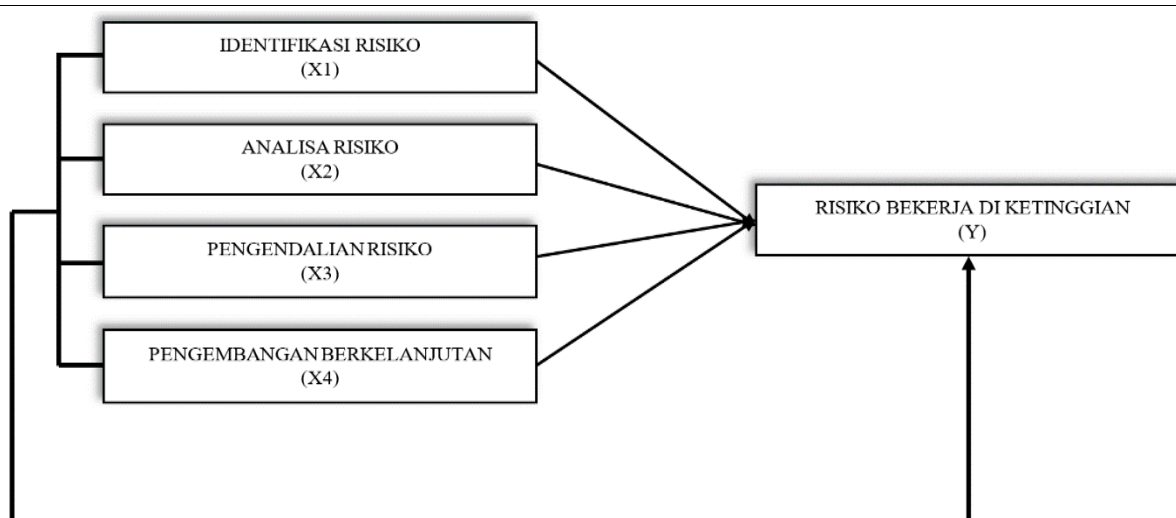 IDENTIFIKASI RISIKO
(X1)
ANALISA RISIKO
(X2)
PENGENDALIAN RISIKO
(X3)
PENGEMBANGAN BERKELANJUTAN
(X4)
RISIKO BEKERJA DI KETINGGIAN
(Y)